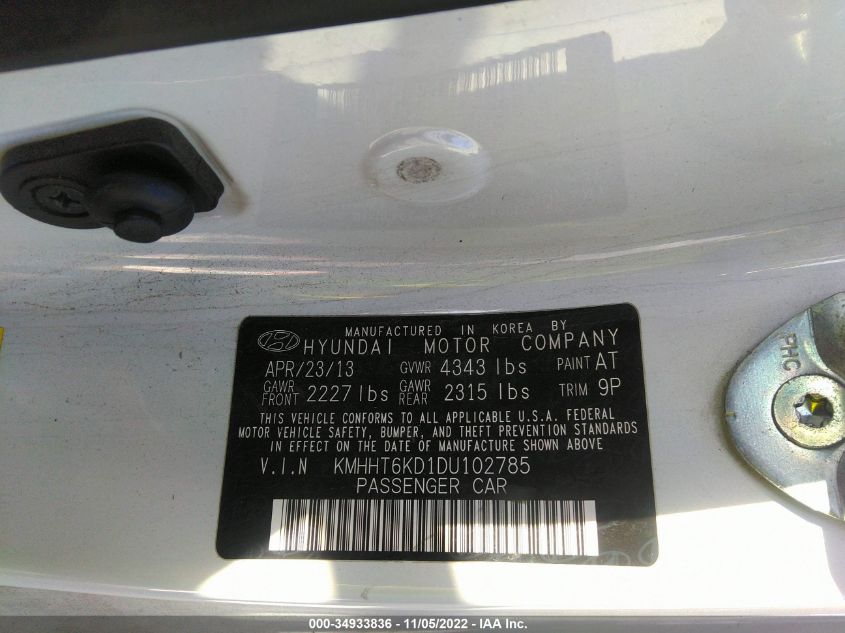 MANUFACTURED IN KOREA BY
HYUNDAI MOTOR COMPANY
APR/23/13 GVWR 4343 lbs PAINT AT
GAWR FRONT 2227 lbs GAWR REAR 2315 lbs TRIM 9P
THIS VEHICLE CONFORMS TO ALL APPLICABLE U.S.A. FEDERAL
MOTOR VEHICLE SAFETY, BUMPER, AND THEFT PREVENTION STANDARDS
IN EFFECT ON THE DATE OF MANUFACTURE SHOWN ABOVE
V.I.N KMHHT6KD1DU102785
PASSENGER CAR
PHC
000-34933836 - 11/05/2022 - IAA Inc.